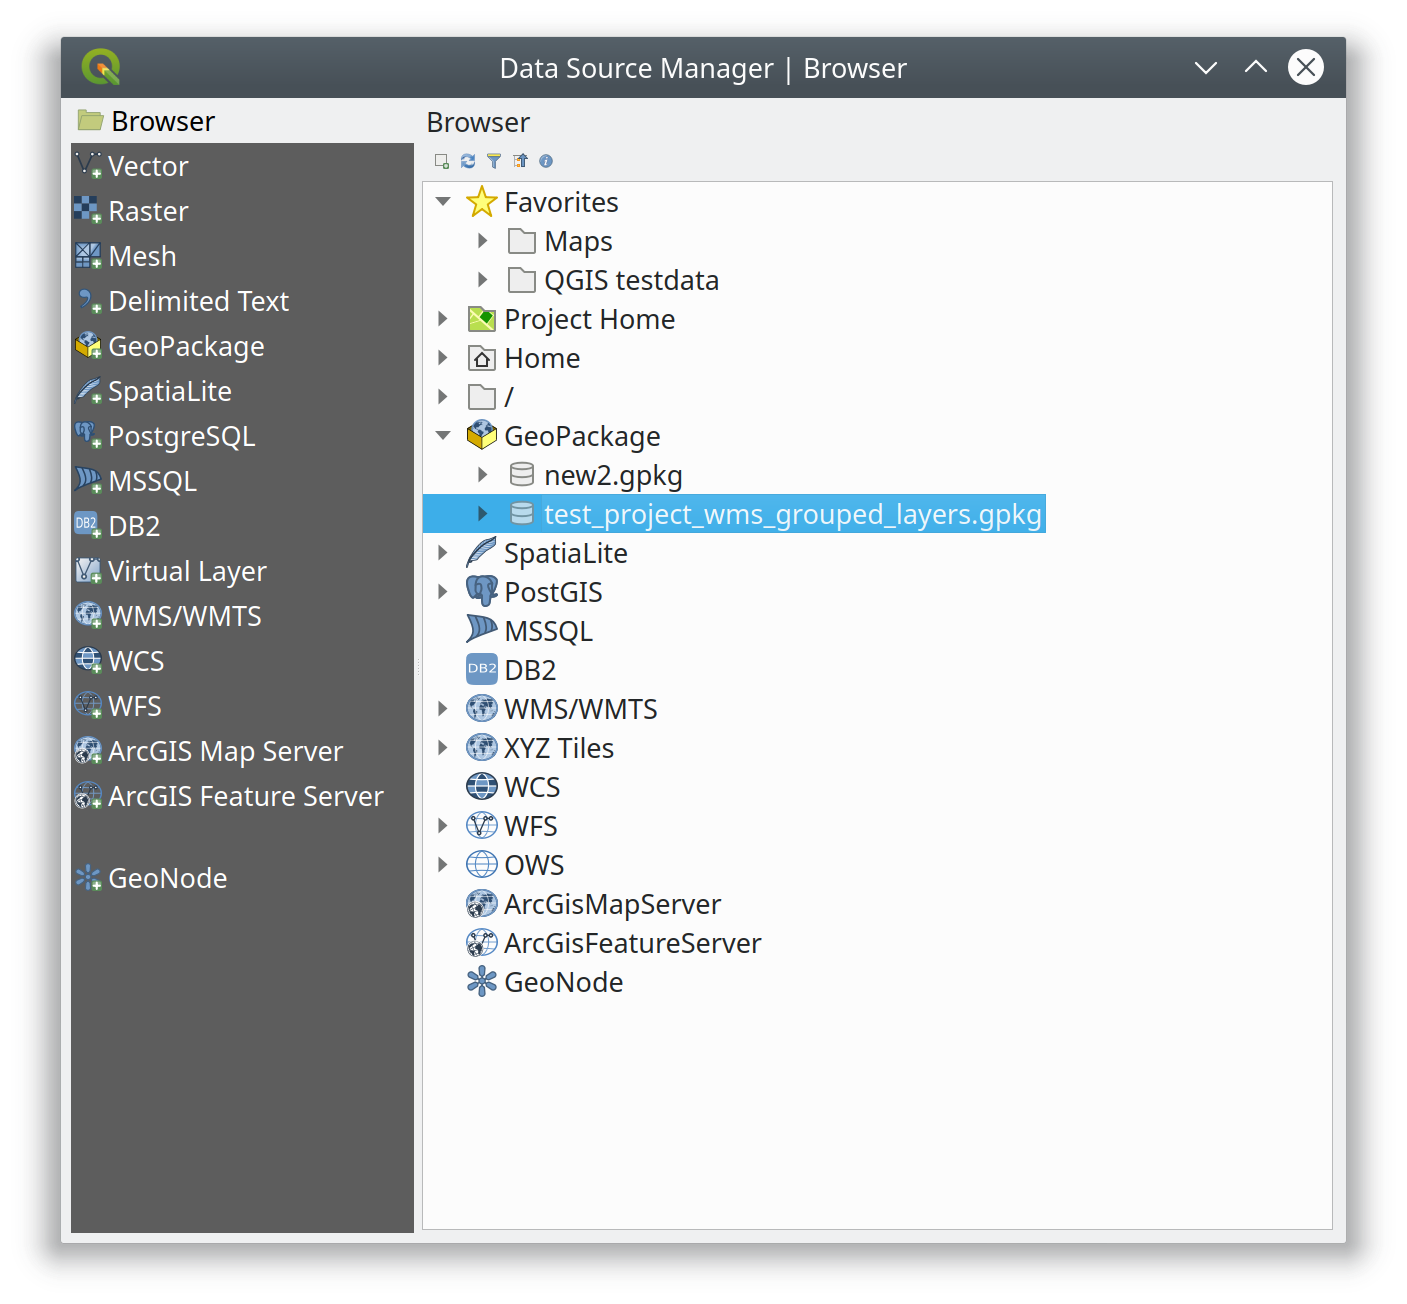 Data Source Manager | Browser
Browser
Vector
Raster
Mesh
Delimited Text
GeoPackage
SpatiaLite
PostgreSQL
MSSQL
DB2
DB2
Virtual Layer
WMS/WMTS
WCS
WFS
ArcGIS Map Server
ArcGIS Feature Server
GeoNode
Browser
Favorites
Maps
QGIS testdata
Project Home
Home
/
GeoPackage
new2.gpkg
test_project_wms_grouped_layers.gpkg
SpatiaLite
PostGIS
MSSQL
DB2
DB2
WMS/WMTS
XYZ Tiles
WCS
WFS
OWS
ArcGisMapServer
ArcGisFeatureServer
GeoNode